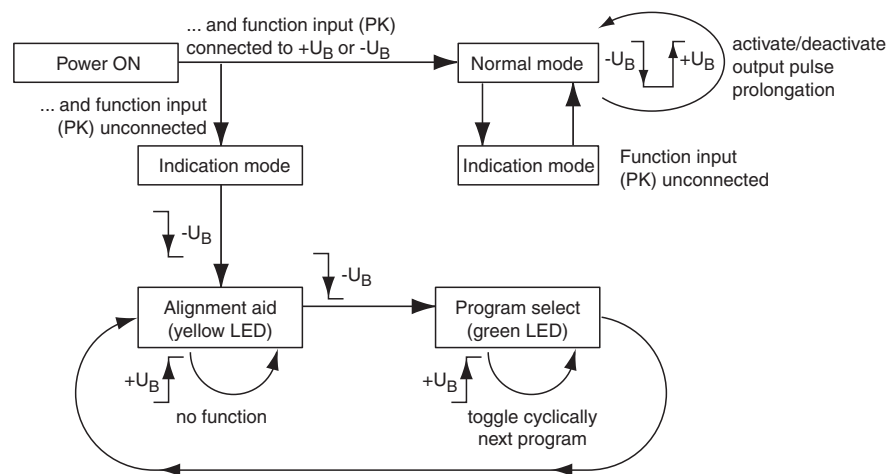 ... and function input (PK)
connected to +UB or -UB
Power ON
Normal mode
-UB
+UB
activate/deactivate
output pulse
prolongation
... and function input
(PK) unconnected
Indication mode
Indication mode
Function input
(PK) unconnected
-UB
-UB
Alignment aid
(yellow LED)
Program select
(green LED)
+UB
no function
+UB
toggle cyclically
next program